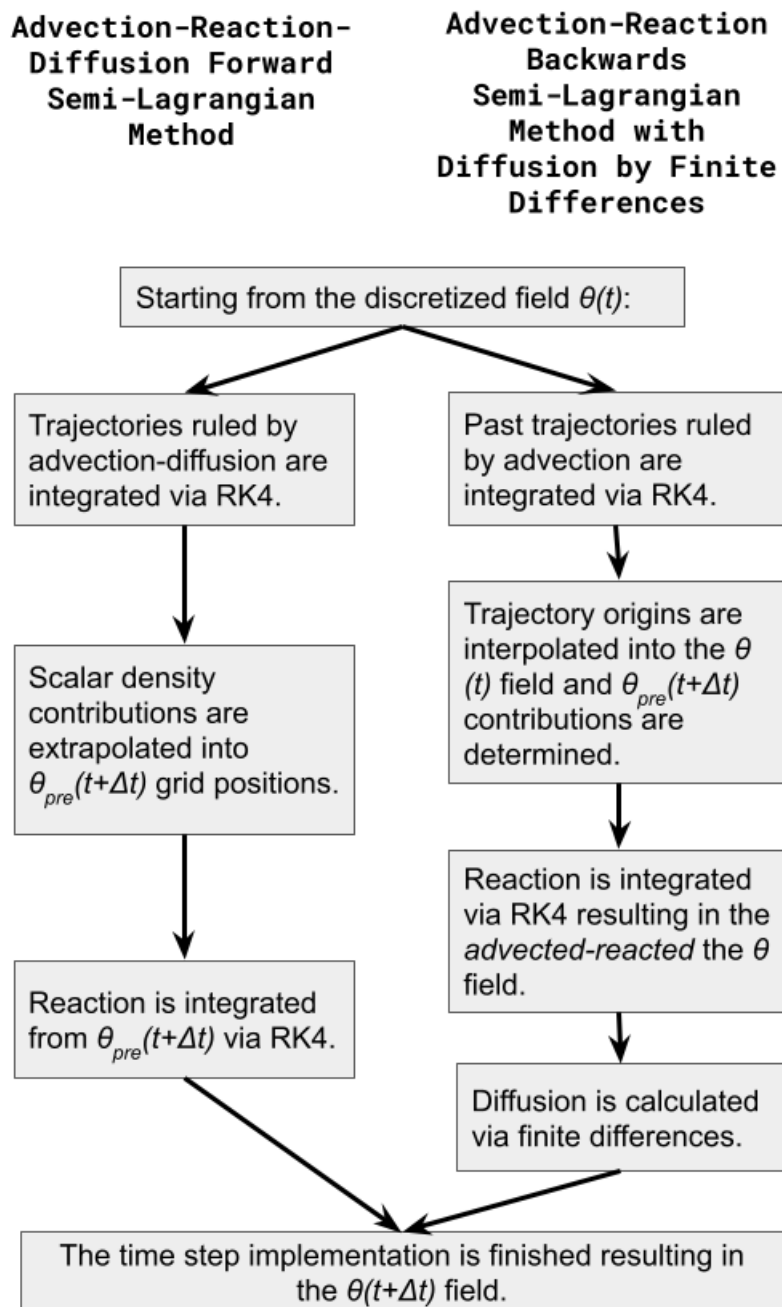 Advection-Reaction-
Diffusion Forward
Semi-Lagrangian
Method
Advection-Reaction
Backwards
Semi-Lagrangian
Method with
Diffusion by Finite
Differences
Starting from the discretized field θ(t):
Trajectories ruled by
advection-diffusion are
integrated via RK4.
Scalar density
contributions are
extrapolated into
θpre(t+Δt) grid positions.
Reaction is integrated
from θpre(t+Δt) via RK4.
Past trajectories ruled
by advection are
integrated via RK4.
Trajectory origins are
interpolated into the θ
(t) field and θpre(t+Δt)
contributions are
determined.
Reaction is integrated
via RK4 resulting in the
advected-reacted the θ
field.
Diffusion is calculated
via finite differences.
The time step implementation is finished resulting in
the θ(t+Δt) field.